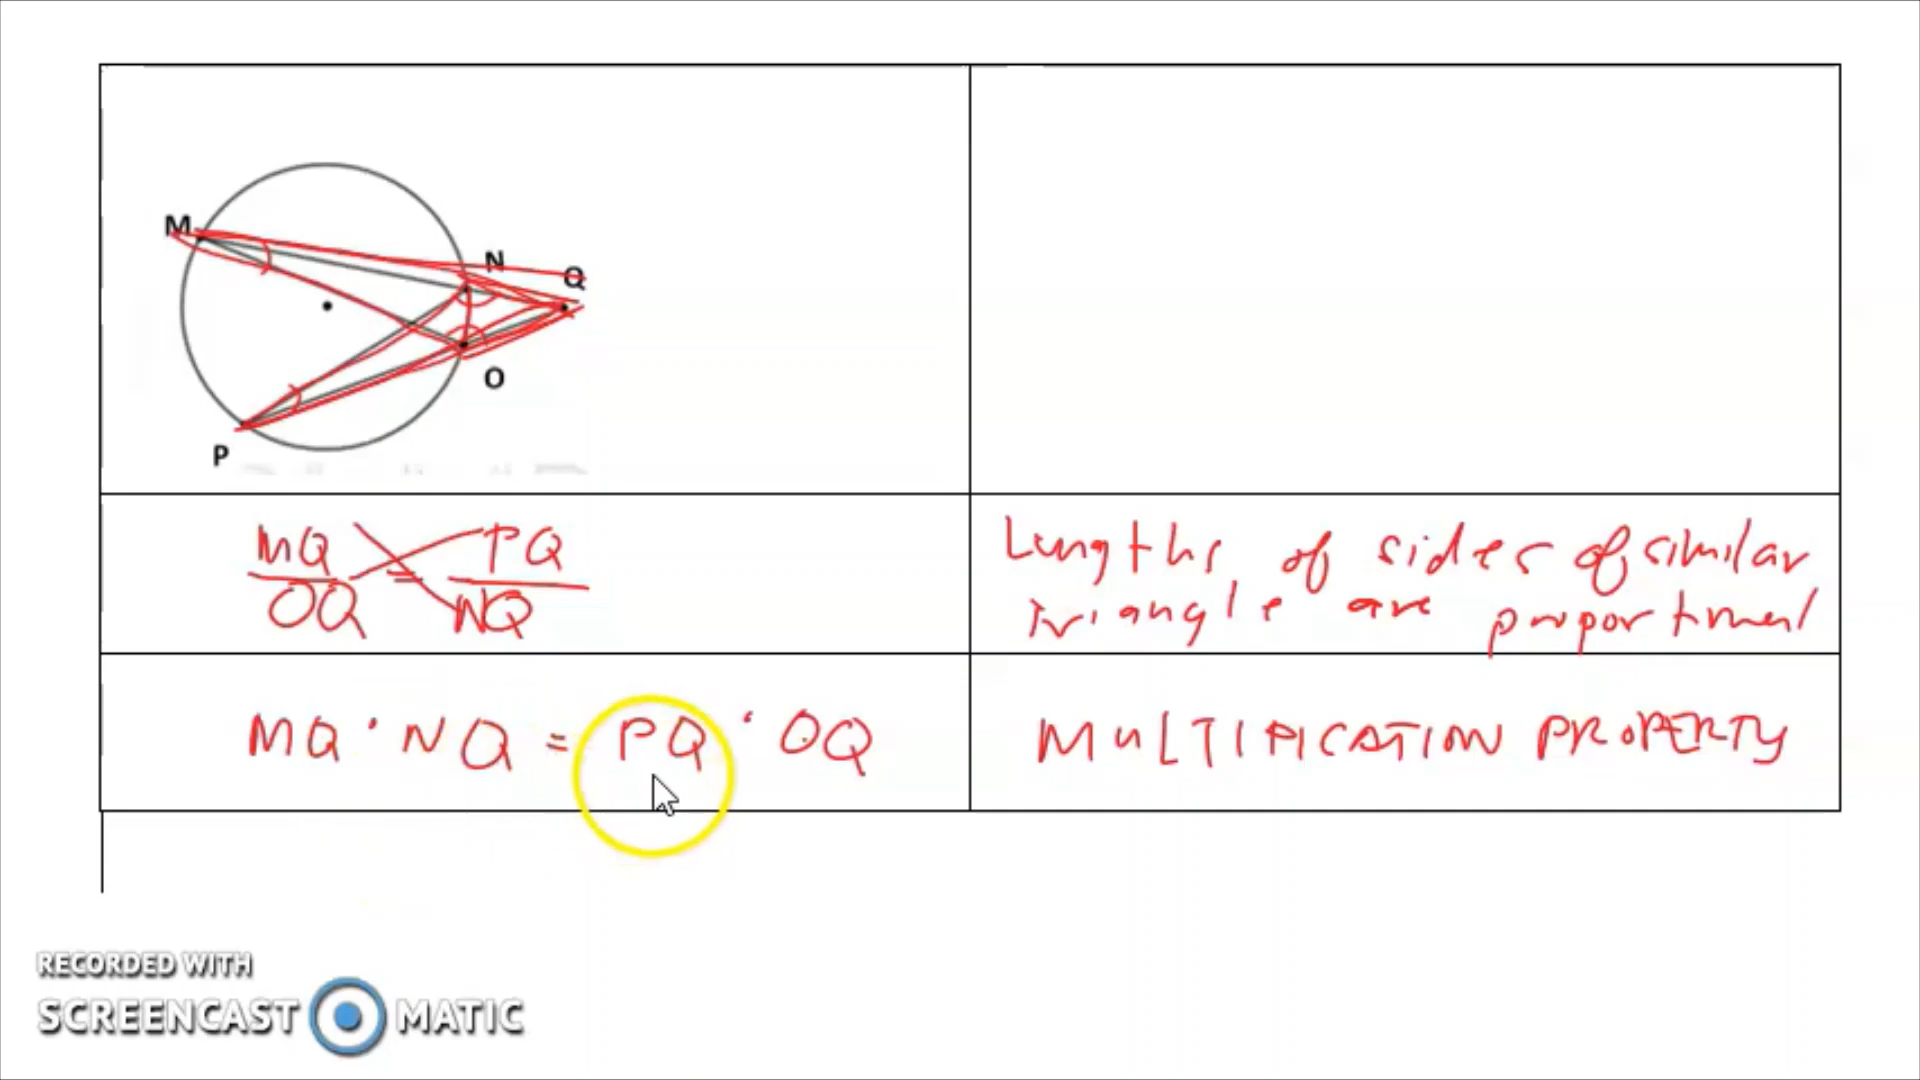 M
N
Q
O
P
MQ = PQ
OQ NQ
Lengths of sides of similar
triangle are proportional
MQ · NQ = PQ · OQ
MULTIPICATION PROPERTY
RECORDED WITH
SCREENCAST MATIC